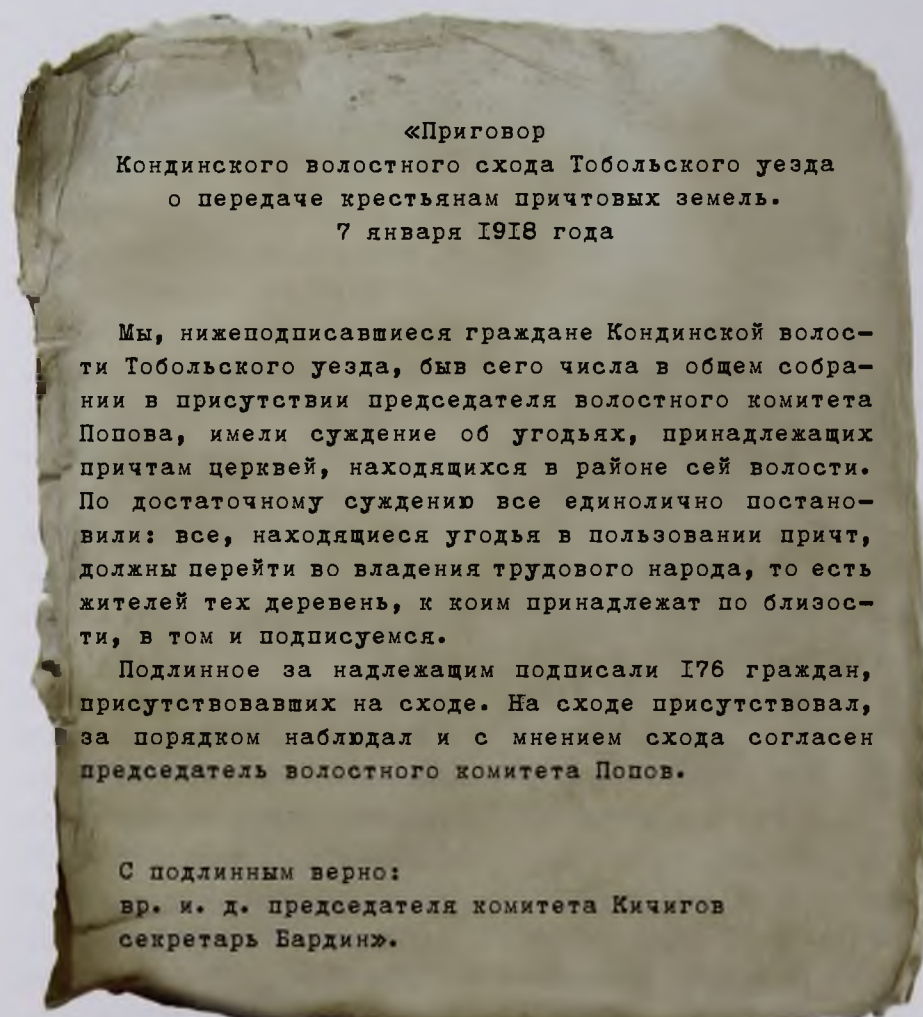 «Приговор
Кондинского волостного схода Тобольского уезда
о передаче крестьянам причтовых земель.
7 января I9I8 года
Мы, нижеподписавшиеся граждане Кондинской волос-
ти Тобольского уезда, быв сего числа в общем собра-
нии в присутствии председателя волостного комитета
Попова, имели суждение об угодьях, принадлежащих
причтам церквей, находящихся в районе сей волости.
По достаточному суждению все единолично постано-
вили: все, находящиеся угодья в пользовании причт,
должны перейти во владения трудового народа, то есть
жителей тех деревень, к коим принадлежат по близос-
ти, в том и подписуемся.
Подлинное за надлежащим подписали I76 граждан,
присутствовавших на сходе. На сходе присутствовал,
за порядком наблюдал и с мнением схода согласен
председатель волостного комитета Попов.
С подлинным верно:
вр. и. д. председателя комитета Кичигов
секретарь Бардин».